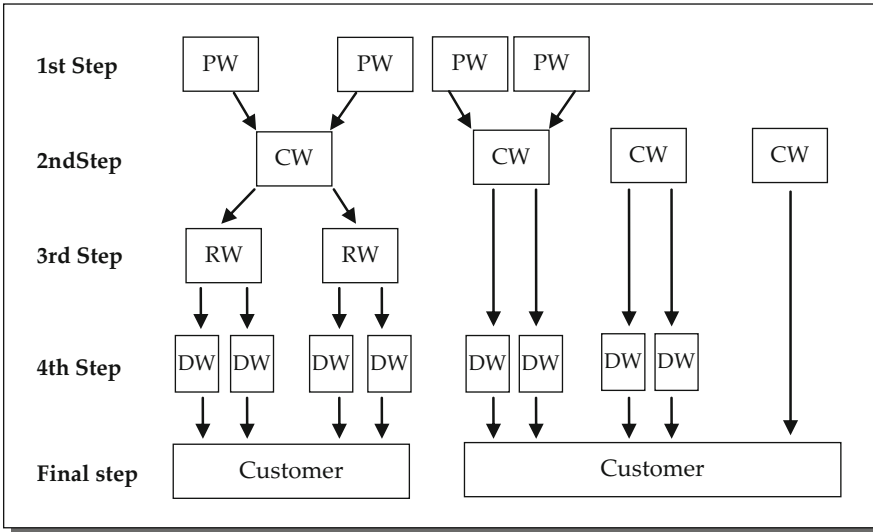 1st Step PW PW PW PW
2ndStep CW CW CW CW
3rd Step RW RW
4th Step DW DW DW DW DW DW DW DW
Final step Customer Customer